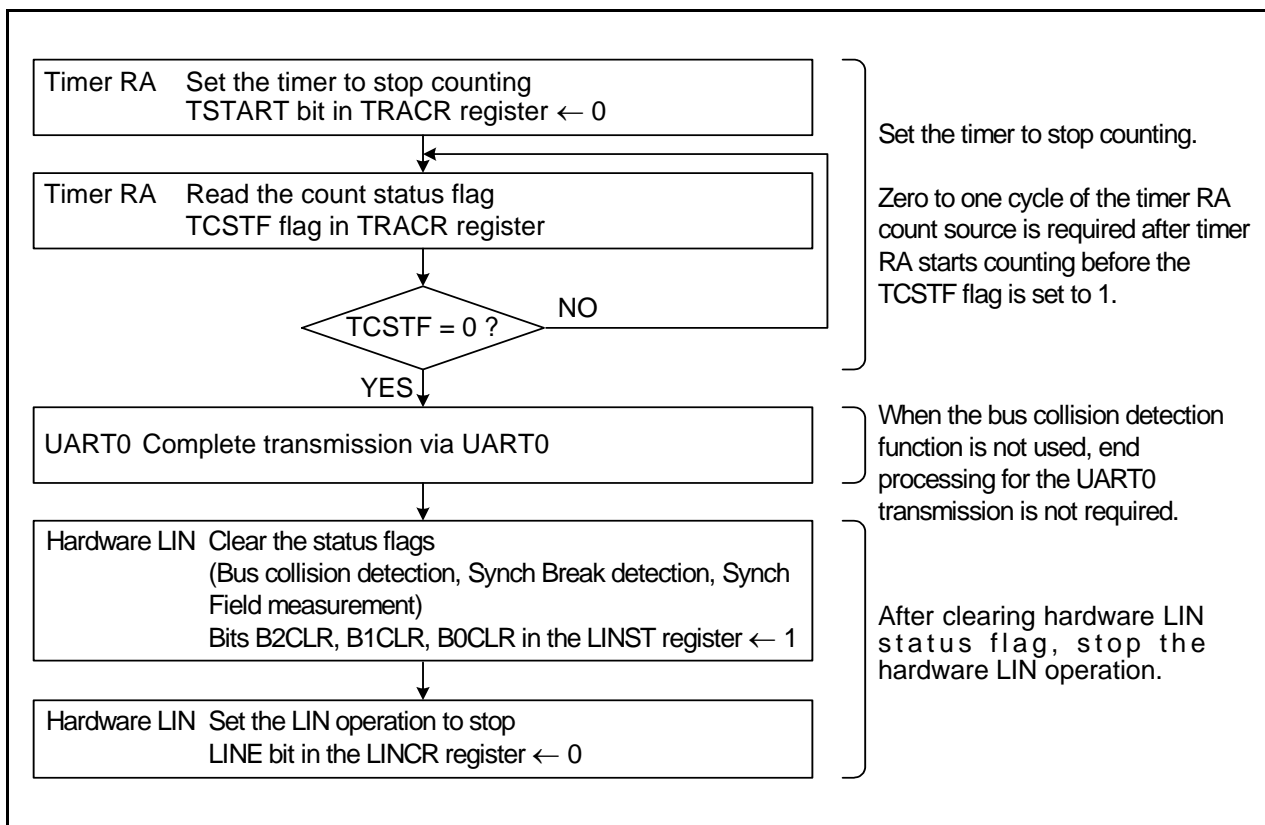 Timer RA Set the timer to stop counting
TSTART bit in TRACR register ← 0
Timer RA Read the count status flag
TCSTF flag in TRACR register
TCSTF = 0 ?
NO
YES
Set the timer to stop counting.
Zero to one cycle of the timer RA
count source is required after timer
RA starts counting before the
TCSTF flag is set to 1.
UART0 Complete transmission via UART0
When the bus collision detection
function is not used, end
processing for the UART0
transmission is not required.
Hardware LIN Clear the status flags
(Bus collision detection, Synch Break detection, Synch
Field measurement)
Bits B2CLR, B1CLR, B0CLR in the LINST register ← 1
Hardware LIN Set the LIN operation to stop
LINE bit in the LINCR register ← 0
After clearing hardware LIN
status flag, stop the
hardware LIN operation.